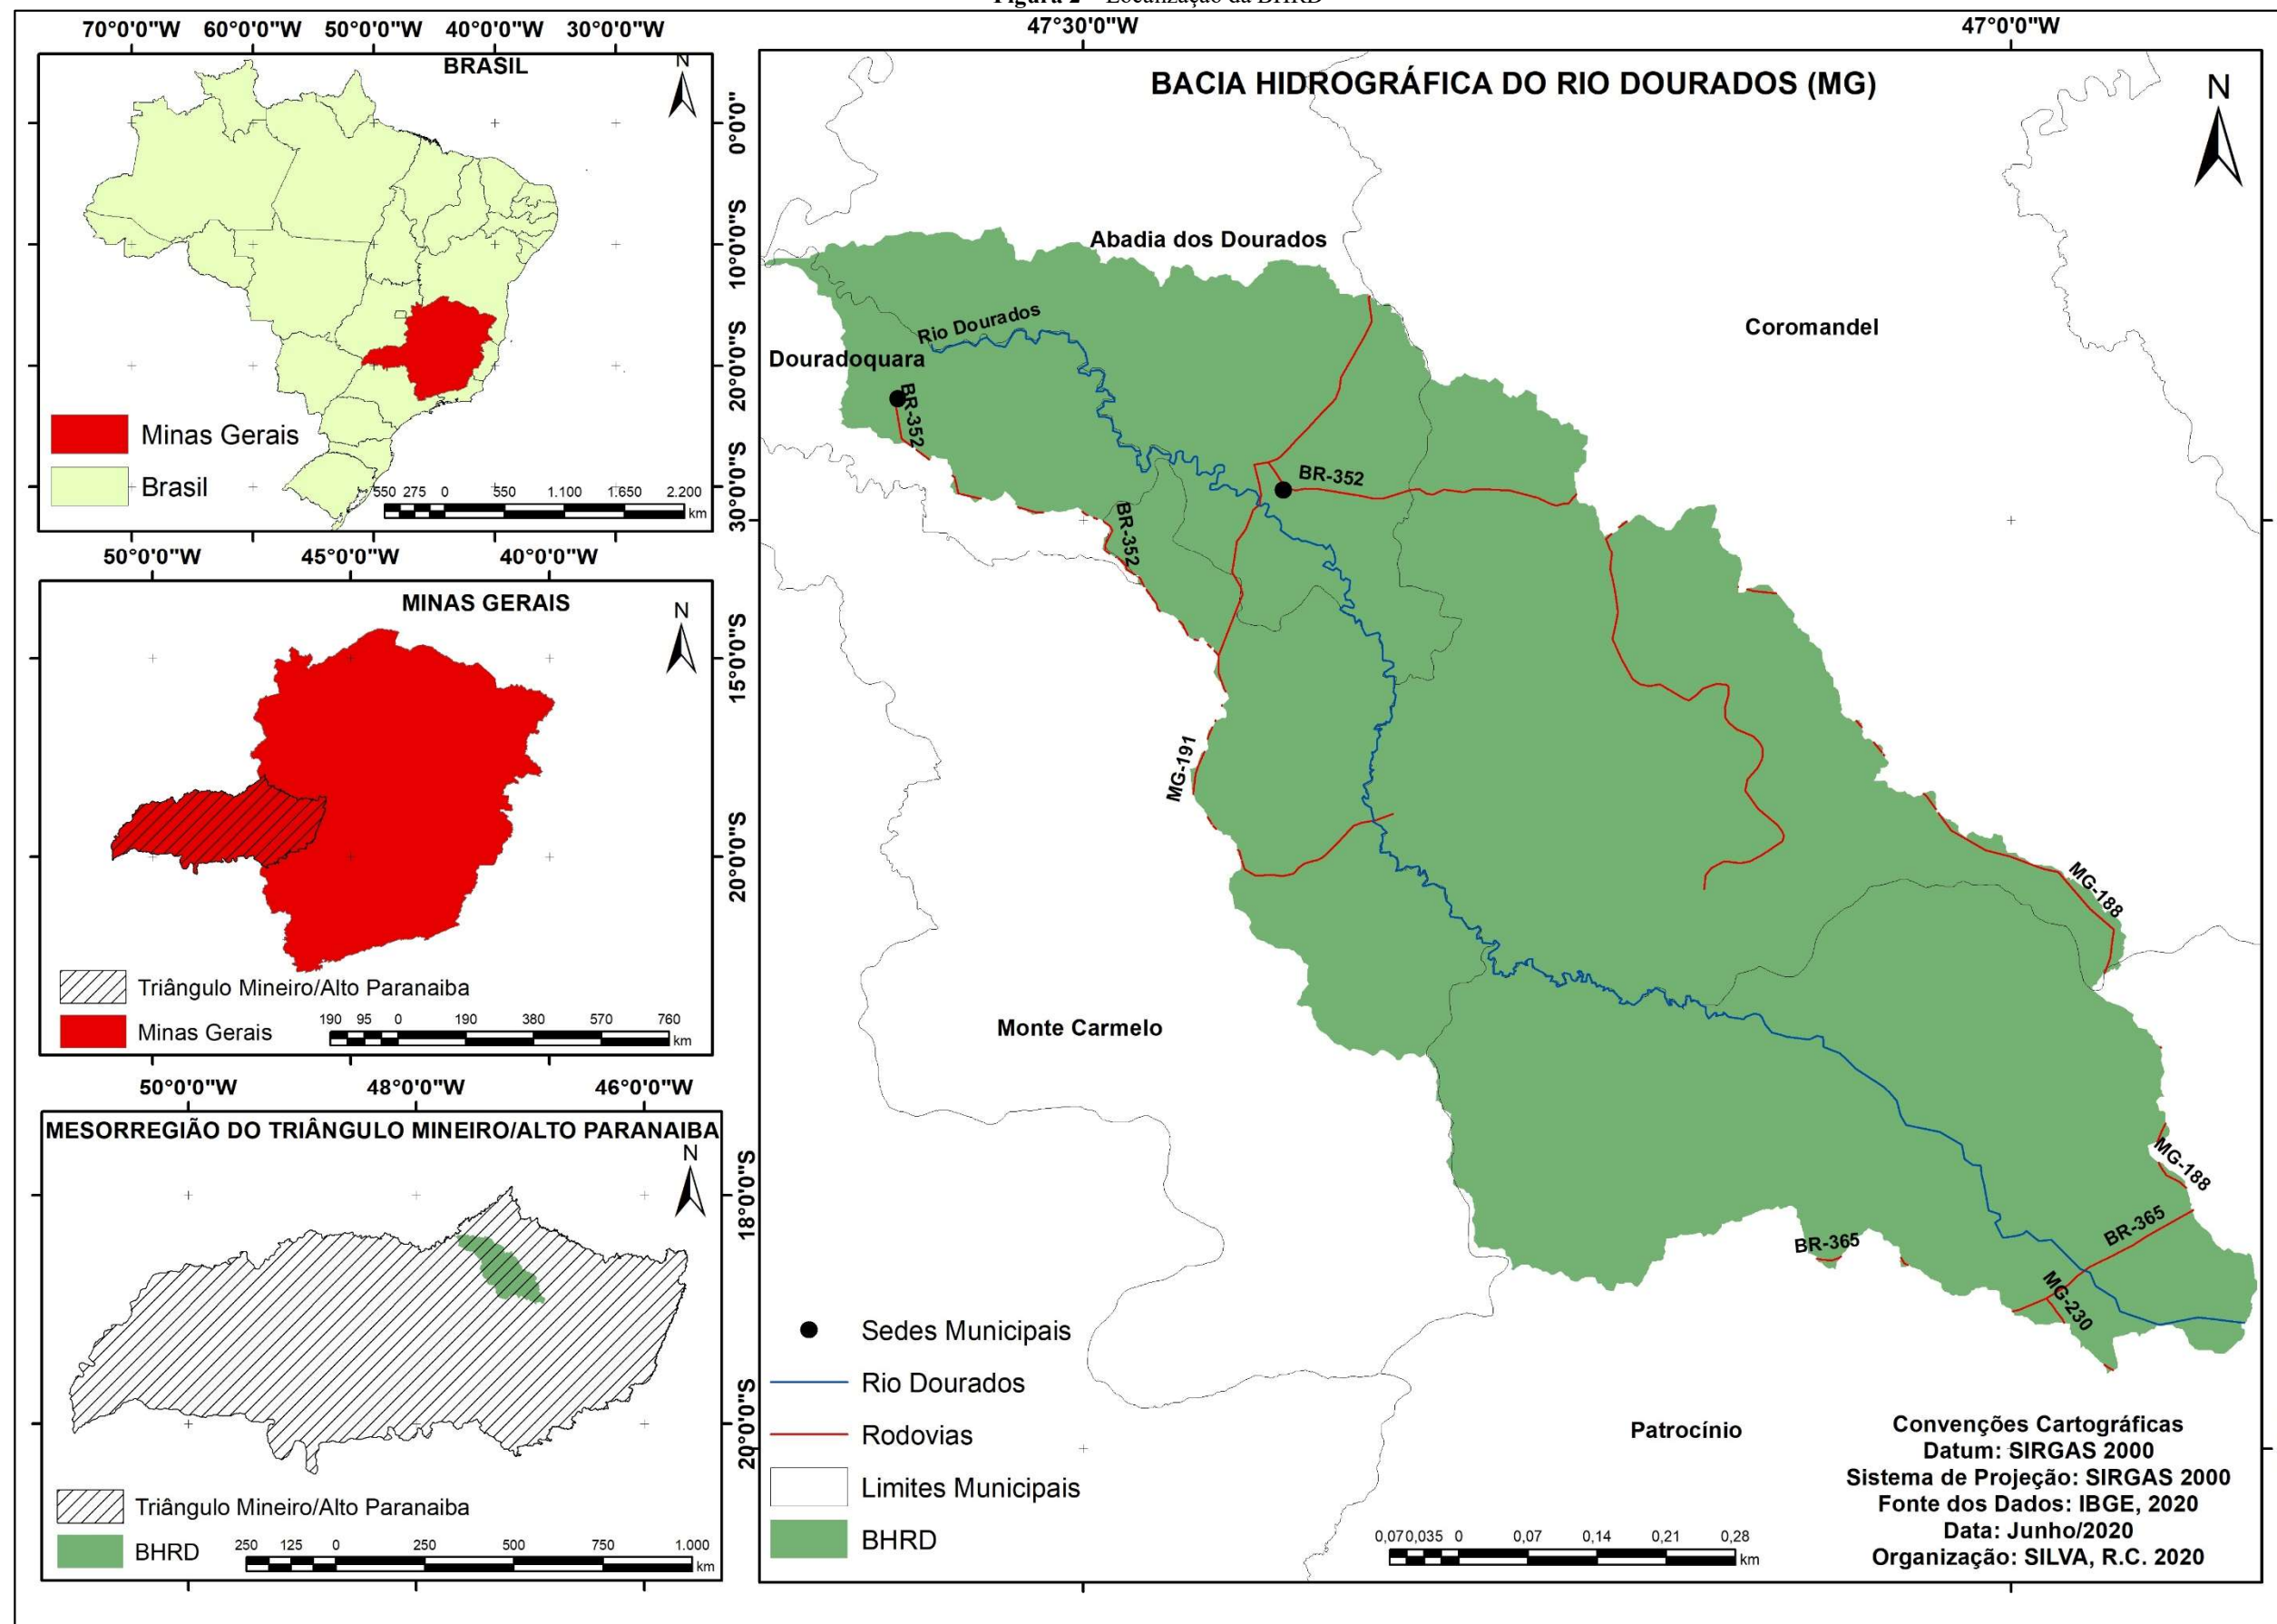 Figura 2 – Localização da BHRD
70°0'0"W 60°0'0"W 50°0'0"W 40°0'0"W 30°0'0"W
BRASIL
N
0°0'0"
10°0'0"S
20°0'0"S
30°0'0"S
Minas Gerais
Brasil
550 275 0 550 1.100 1.650 2.200
km
50°0'0"W 45°0'0"W 40°0'0"W
MINAS GERAIS
N
15°0'0"S
20°0'0"S
Triângulo Mineiro/Alto Paranaiba
Minas Gerais
190 95 0 190 380 570 760
km
50°0'0"W 48°0'0"W 46°0'0"W
MESORREGIÃO DO TRIÂNGULO MINEIRO/ALTO PARANAIBA
N
18°0'0"S
20°0'0"S
Triângulo Mineiro/Alto Paranaiba
BHRD
250 125 0 250 500 750 1.000
km
47°30'0"W 47°0'0"W
BACIA HIDROGRÁFICA DO RIO DOURADOS (MG)
N
Abadia dos Dourados
Coromandel
Rio Dourados
Douradoquara
BR-352
BR-352
BR-352
MG-191
MG-188
Monte Carmelo
MG-188
BR-365
BR-365
MG-230
Patrocínio
Sedes Municipais
Rio Dourados
Rodovias
Limites Municipais
BHRD
0,07 0,035 0 0,07 0,14 0,21 0,28
km
Convenções Cartográficas
Datum: SIRGAS 2000
Sistema de Projeção: SIRGAS 2000
Fonte dos Dados: IBGE, 2020
Data: Junho/2020
Organização: SILVA, R.C. 2020